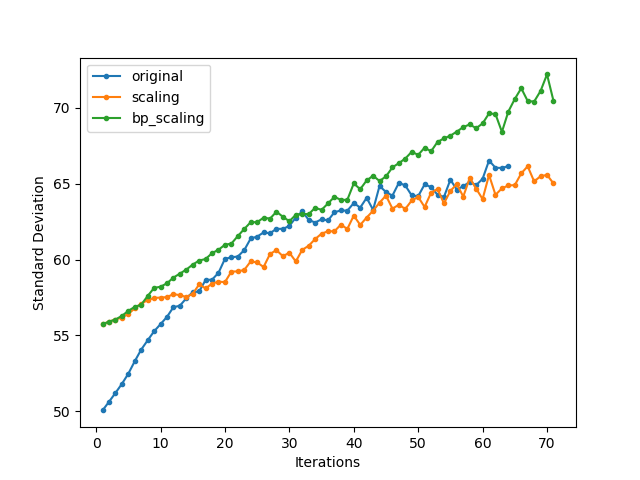 original
scaling
bp_scaling
70
65
60
55
50
Standard Deviation
0 10 20 30 40 50 60 70
Iterations